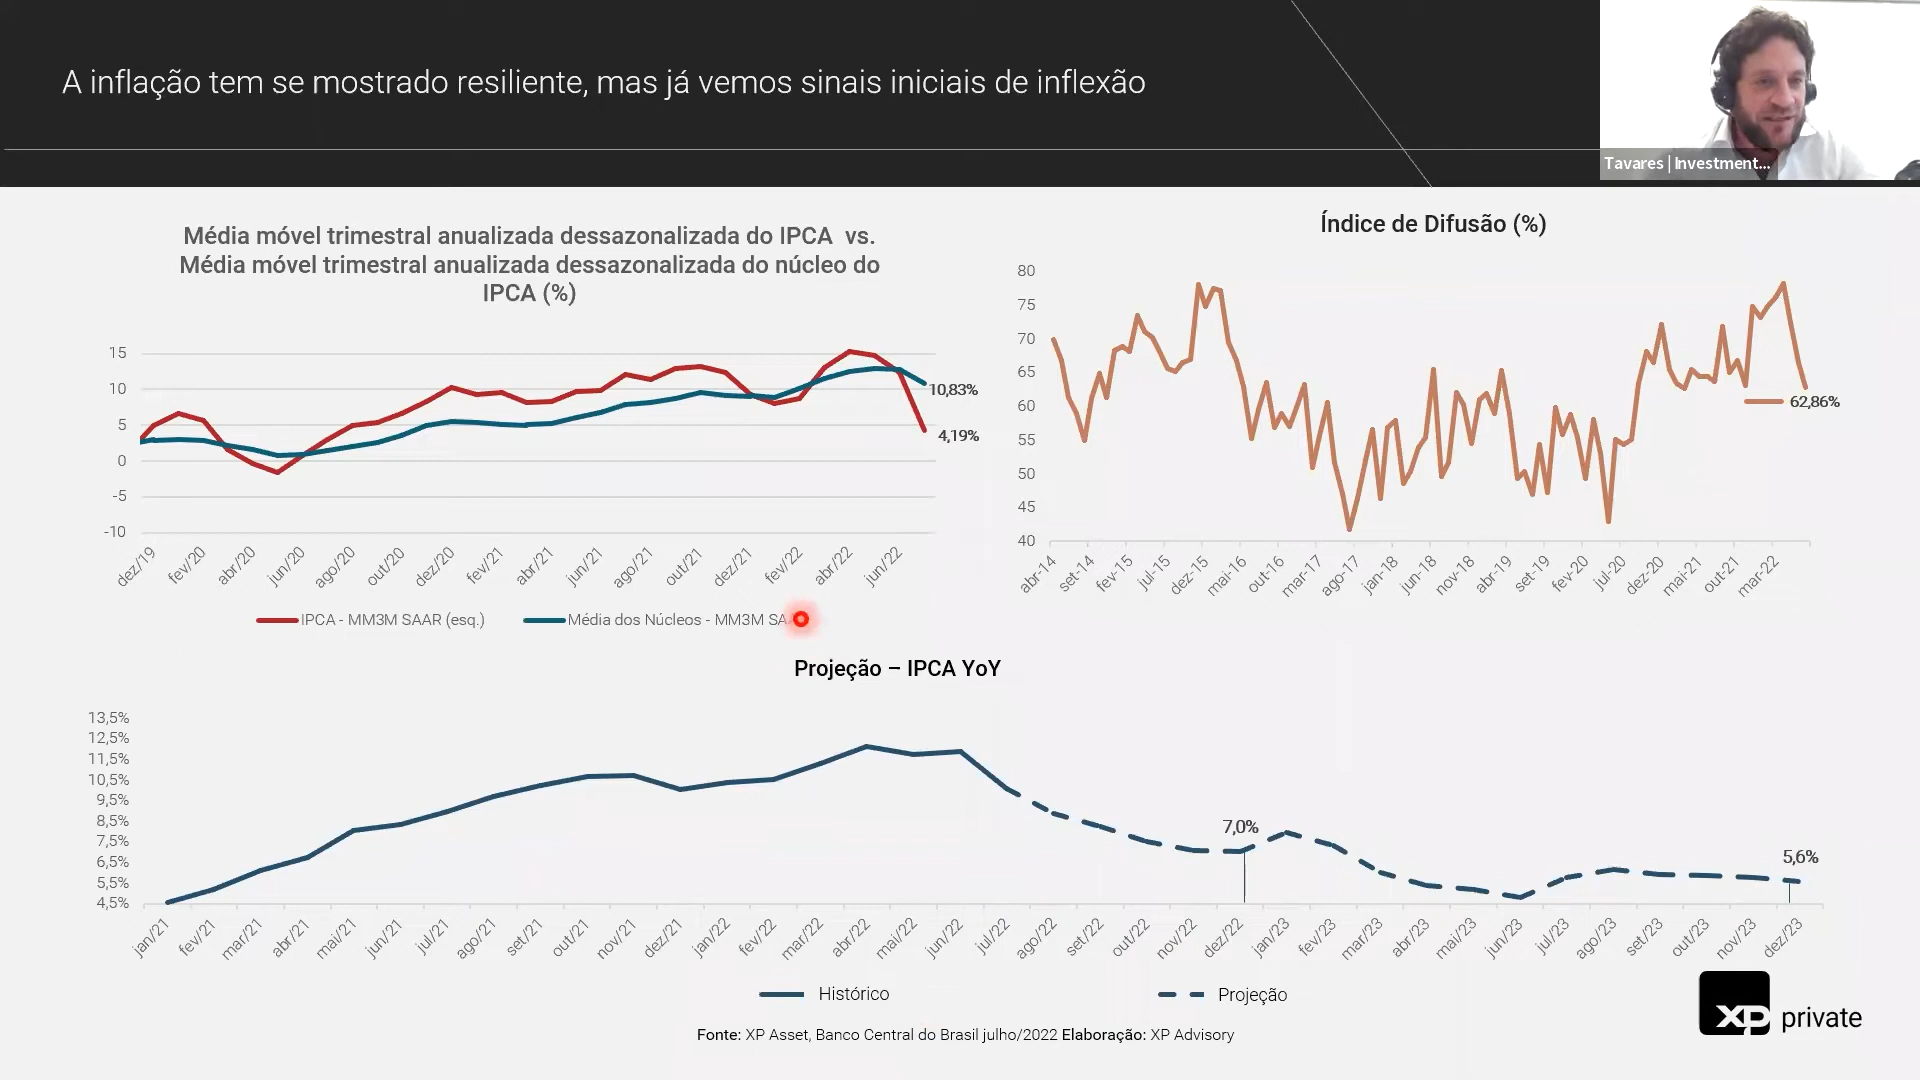 A inflação tem se mostrado resiliente, mas já vemos sinais iniciais de inflexão
Tavares | Investment...
Média móvel trimestral anualizada dessazonalizada do IPCA vs.
Média móvel trimestral anualizada dessazonalizada do núcleo do
IPCA (%)
15
10
5
0
-5
-10
10,83%
4,19%
dez/19
fev/20
abr/20
jun/20
ago/20
out/20
dez/20
fev/21
abr/21
jun/21
ago/21
out/21
dez/21
fev/22
abr/22
jun/22
IPCA - MM3M SAAR (esq.)
Média dos Núcleos - MM3M
Índice de Difusão (%)
80
75
70
65
60
55
50
45
40
62,86%
abr-14
set-14
fev-15
jul-15
dez-15
mai-16
out-16
mar-17
ago-17
jan-18
jun-18
nov-18
abr-19
set-19
fev-20
jul-20
dez-20
mai-21
out-21
mar-22
Projeção – IPCA YoY
13,5%
12,5%
11,5%
10,5%
9,5%
8,5%
7,5%
6,5%
5,5%
4,5%
7,0%
5,6%
jan/21
fev/21
mar/21
abr/21
mai/21
jun/21
jul/21
ago/21
set/21
out/21
nov/21
dez/21
jan/22
fev/22
mar/22
abr/22
mai/22
jun/22
jul/22
ago/22
set/22
out/22
nov/22
dez/22
jan/23
fev/23
mar/23
abr/23
mai/23
jun/23
jul/23
ago/23
set/23
out/23
nov/23
dez/23
Histórico
Projeção
Fonte: XP Asset, Banco Central do Brasil julho/2022 Elaboração: XP Advisory
xp private